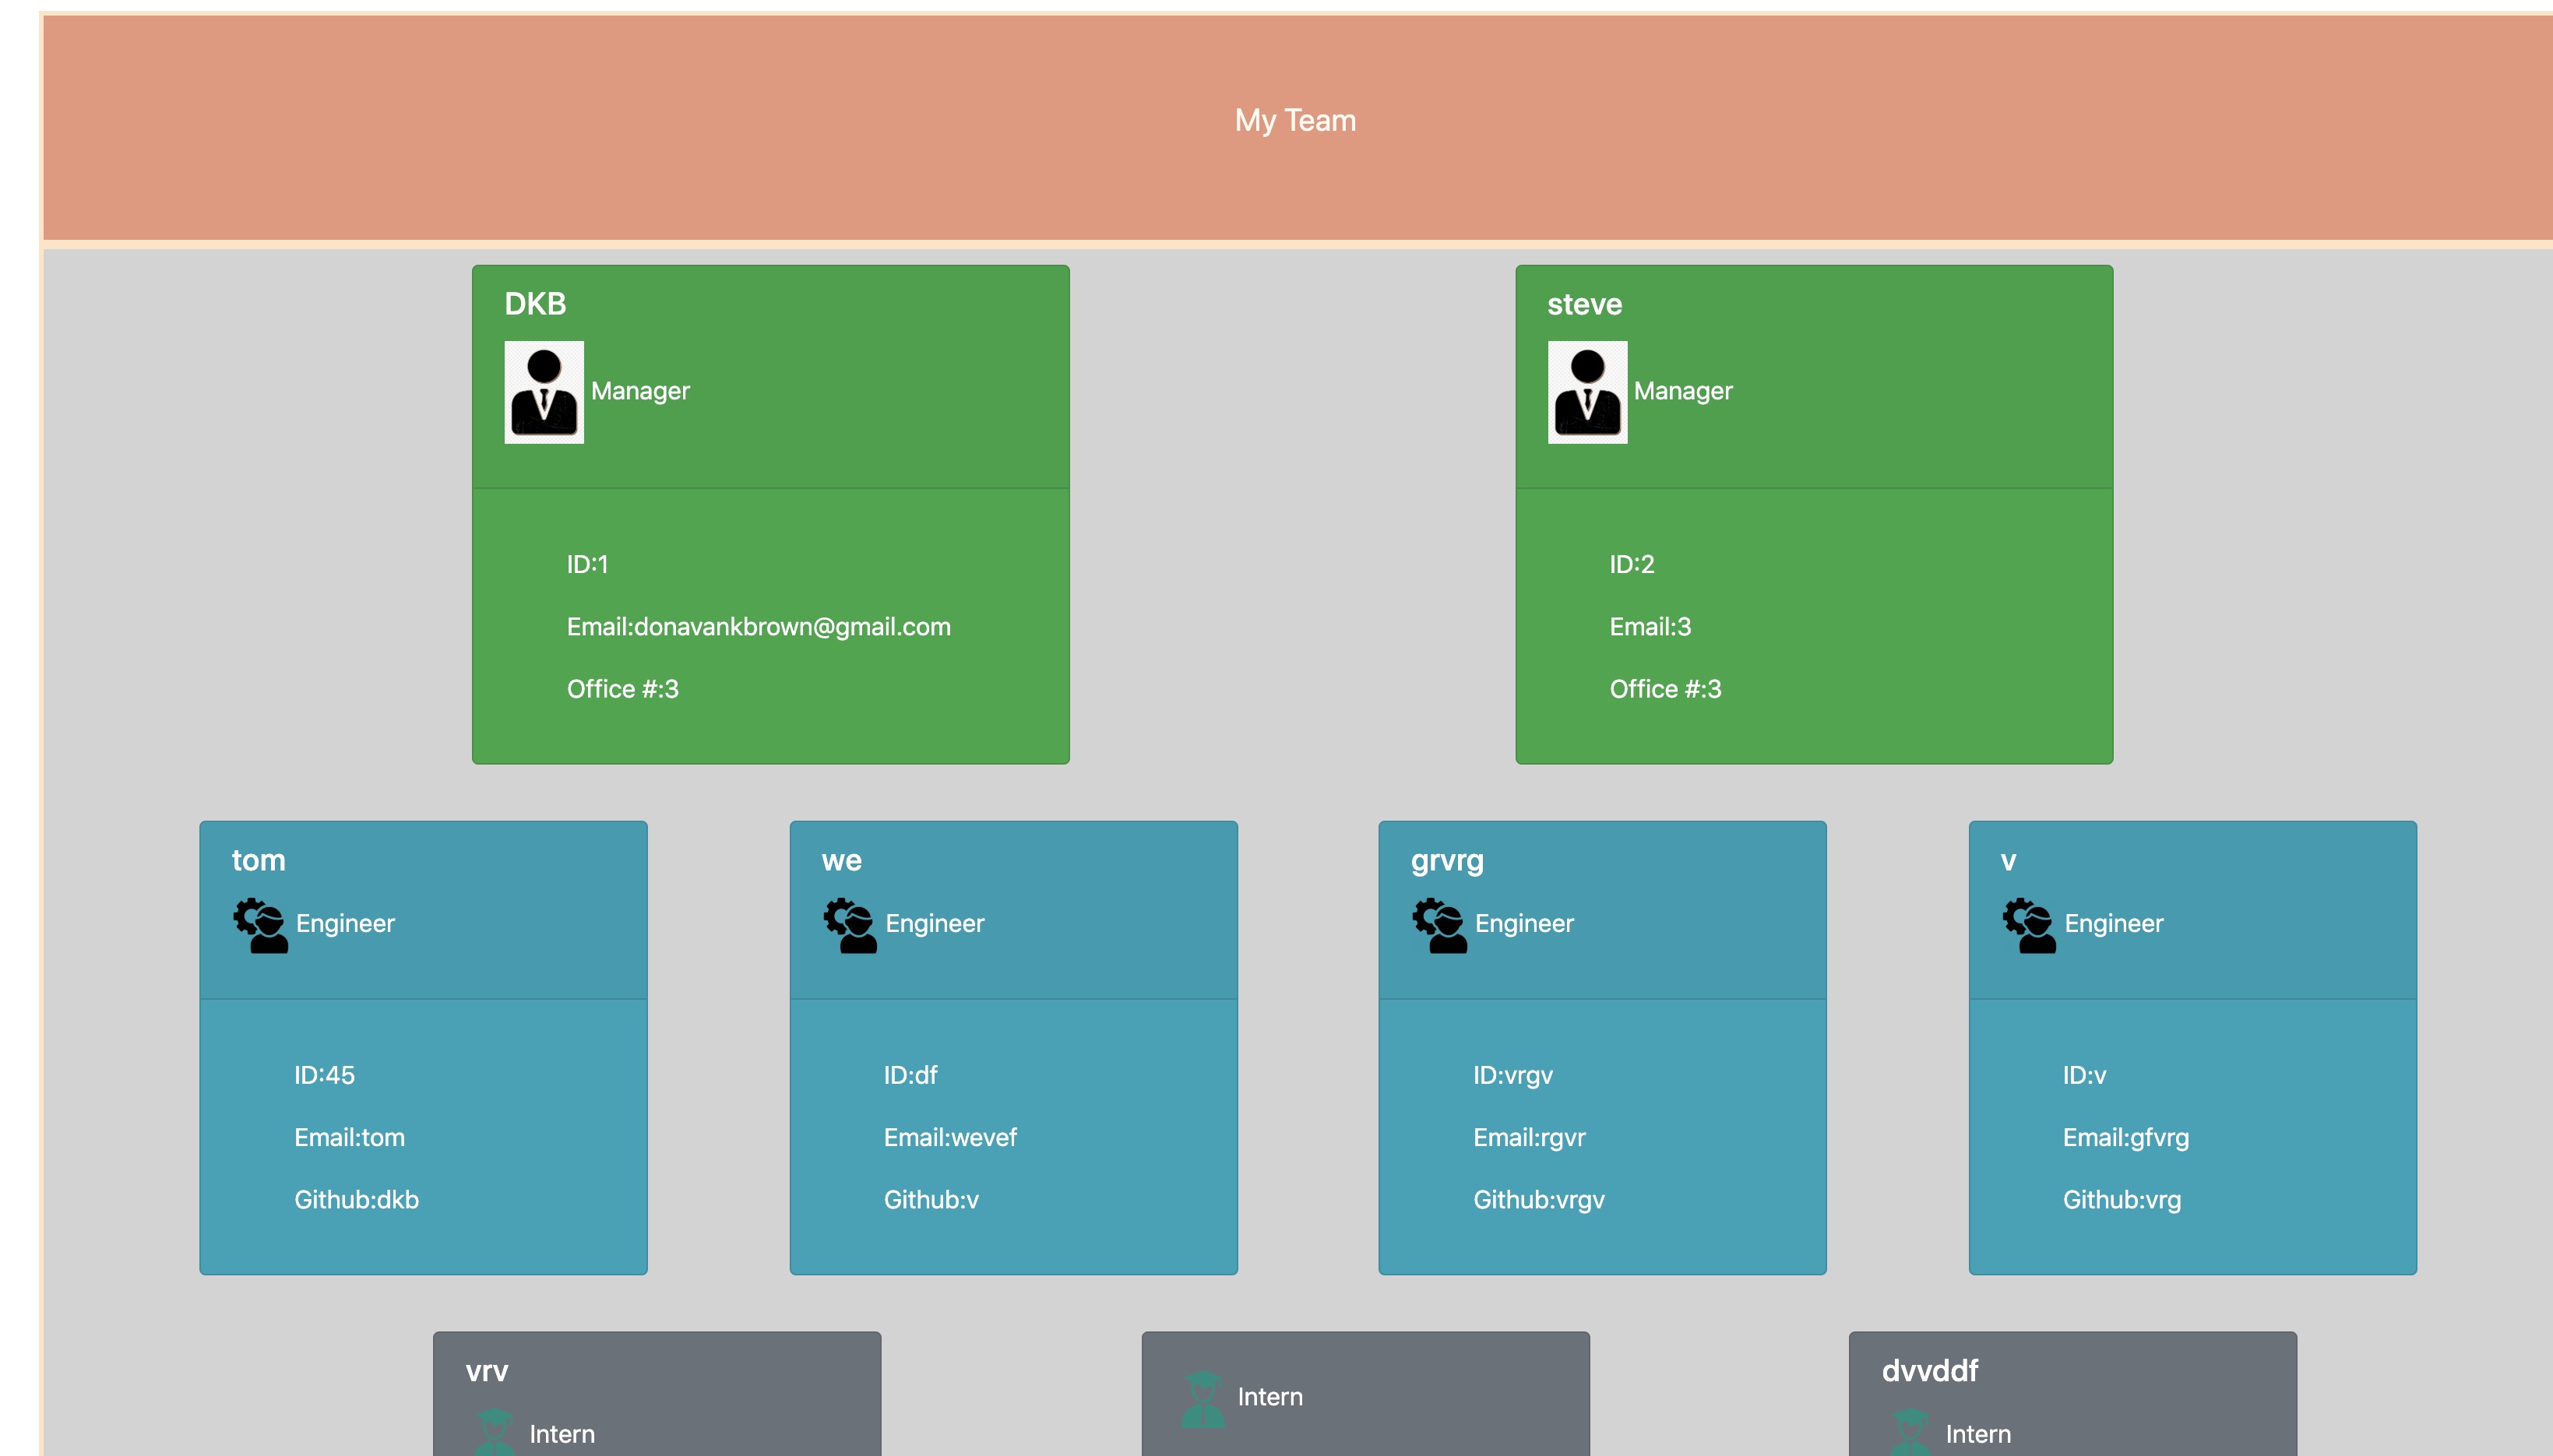 My Team
DKB
Manager
ID:1
Email:donavankbrown@gmail.com
Office #:3
steve
Manager
ID:2
Email:3
Office #:3
tom
Engineer
ID:45
Email:tom
Github:dkb
we
Engineer
ID:df
Email:wevef
Github:v
grvrg
Engineer
ID:vrgv
Email:rgvr
Github:vrgv
v
Engineer
ID:v
Email:gfvrg
Github:vrg
vrv
Intern
Intern
dvvddf
Intern